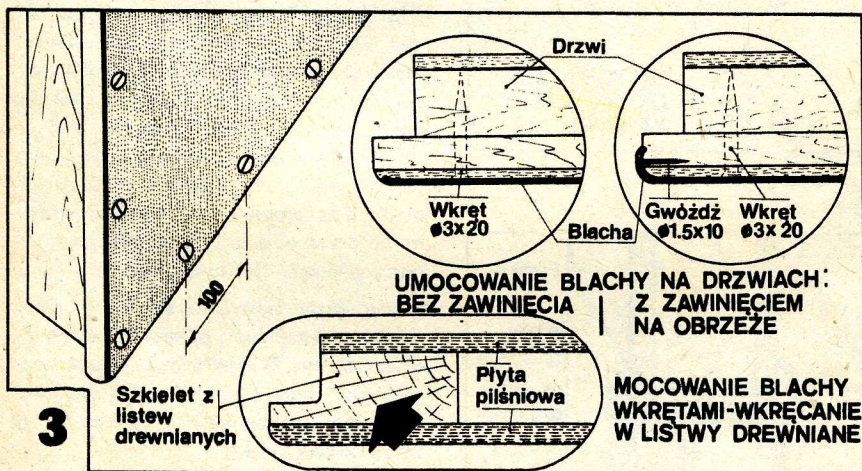 Drzwi
Wkręt
ø3x20
Blacha
Gwóźdź
ø1.5x10
Wkręt
ø3x20
UMOCOWANIE BLACHY NA DRZWIACH:
BEZ ZAWINIĘCIA | Z ZAWINIĘCIEM
NA OBRZEŻE
100
Szkielet z
listew
drewnianych
Płyta
pilśniowa
MOCOWANIE BLACHY
WKRĘTAMI-WKRĘCANIE
W LISTWY DREWNIANE
3